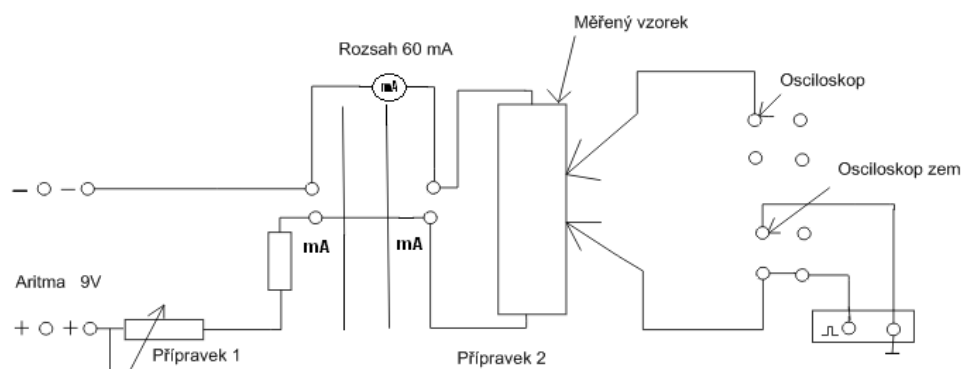 Měřený vzorek
Rozsah 60 mA
mA
Osciloskop
Osciloskop zem
− −
mA mA
Aritma 9V
+ +
Přípravek 1
Přípravek 2